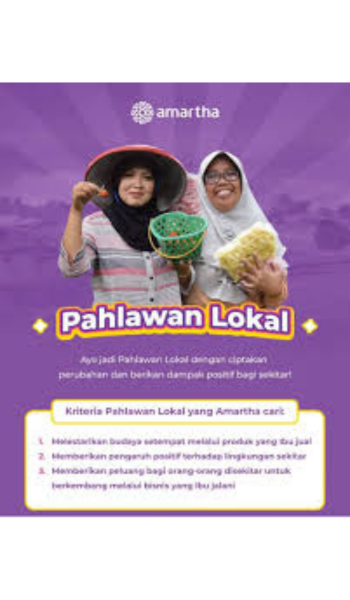 amartha
Pahlawan Lokal
Ayo jadi Pahlawan Lokal dengan ciptakan
perubahan dan berikan dampak positif bagi sekitar!
Kriteria Pahlawan Lokal yang Amartha cari:
1. Melestarikan budaya setempat melalui produk yang Ibu jual
2. Memberikan pengaruh positif terhadap lingkungan sekitar
3. Memberikan peluang bagi orang-orang disekitar untuk
berkembang melalui bisnis yang Ibu jalani